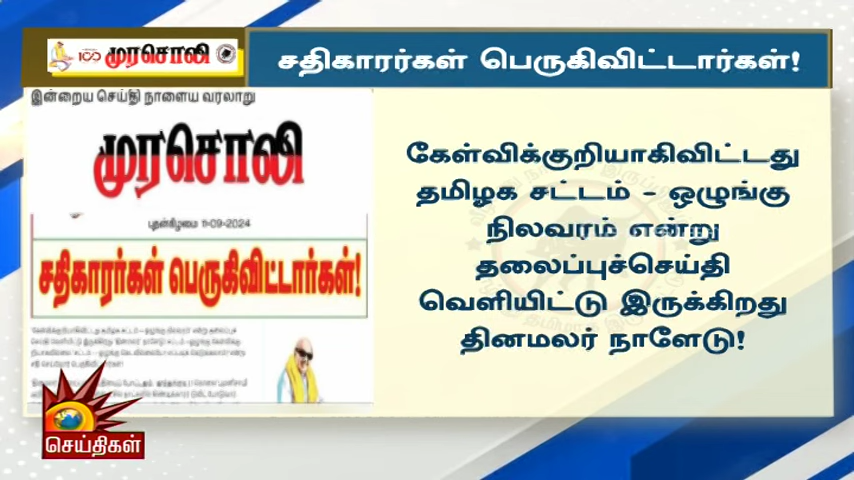 100 முரசொலி
சதிகாரர்கள் பெருகிவிட்டார்கள்!
இன்றைய செய்தி நாளைய வரலாறு
முரசொலி
புதன்கிழமை 11-09-2024
சதிகாரர்கள் பெருகிவிட்டார்கள்!
கேள்விக்குறியாகிவிட்டது
தமிழக சட்டம் – ஒழுங்கு
நிலவரம் என்று
தலைப்புச்செய்தி
வெளியிட்டு இருக்கிறது
தினமலர் நாளேடு!
செய்திகள்